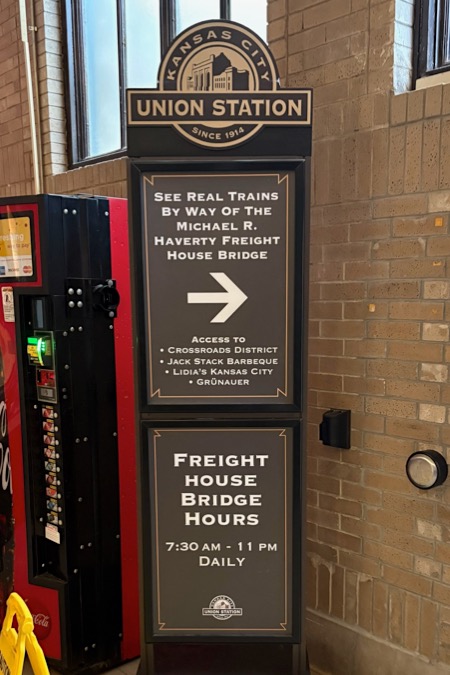 KANSAS CITY
UNION STATION
SINCE 1914
SEE REAL TRAINS
BY WAY OF THE
MICHAEL R.
HAVERTY FREIGHT
HOUSE BRIDGE
ACCESS TO
• CROSSROADS DISTRICT
• JACK STACK BARBEQUE
• LIDIA'S KANSAS CITY
• GRÜNAUER
FREIGHT
HOUSE
BRIDGE
HOURS
7:30 AM - 11 PM
DAILY
KANSAS CITY
UNION STATION